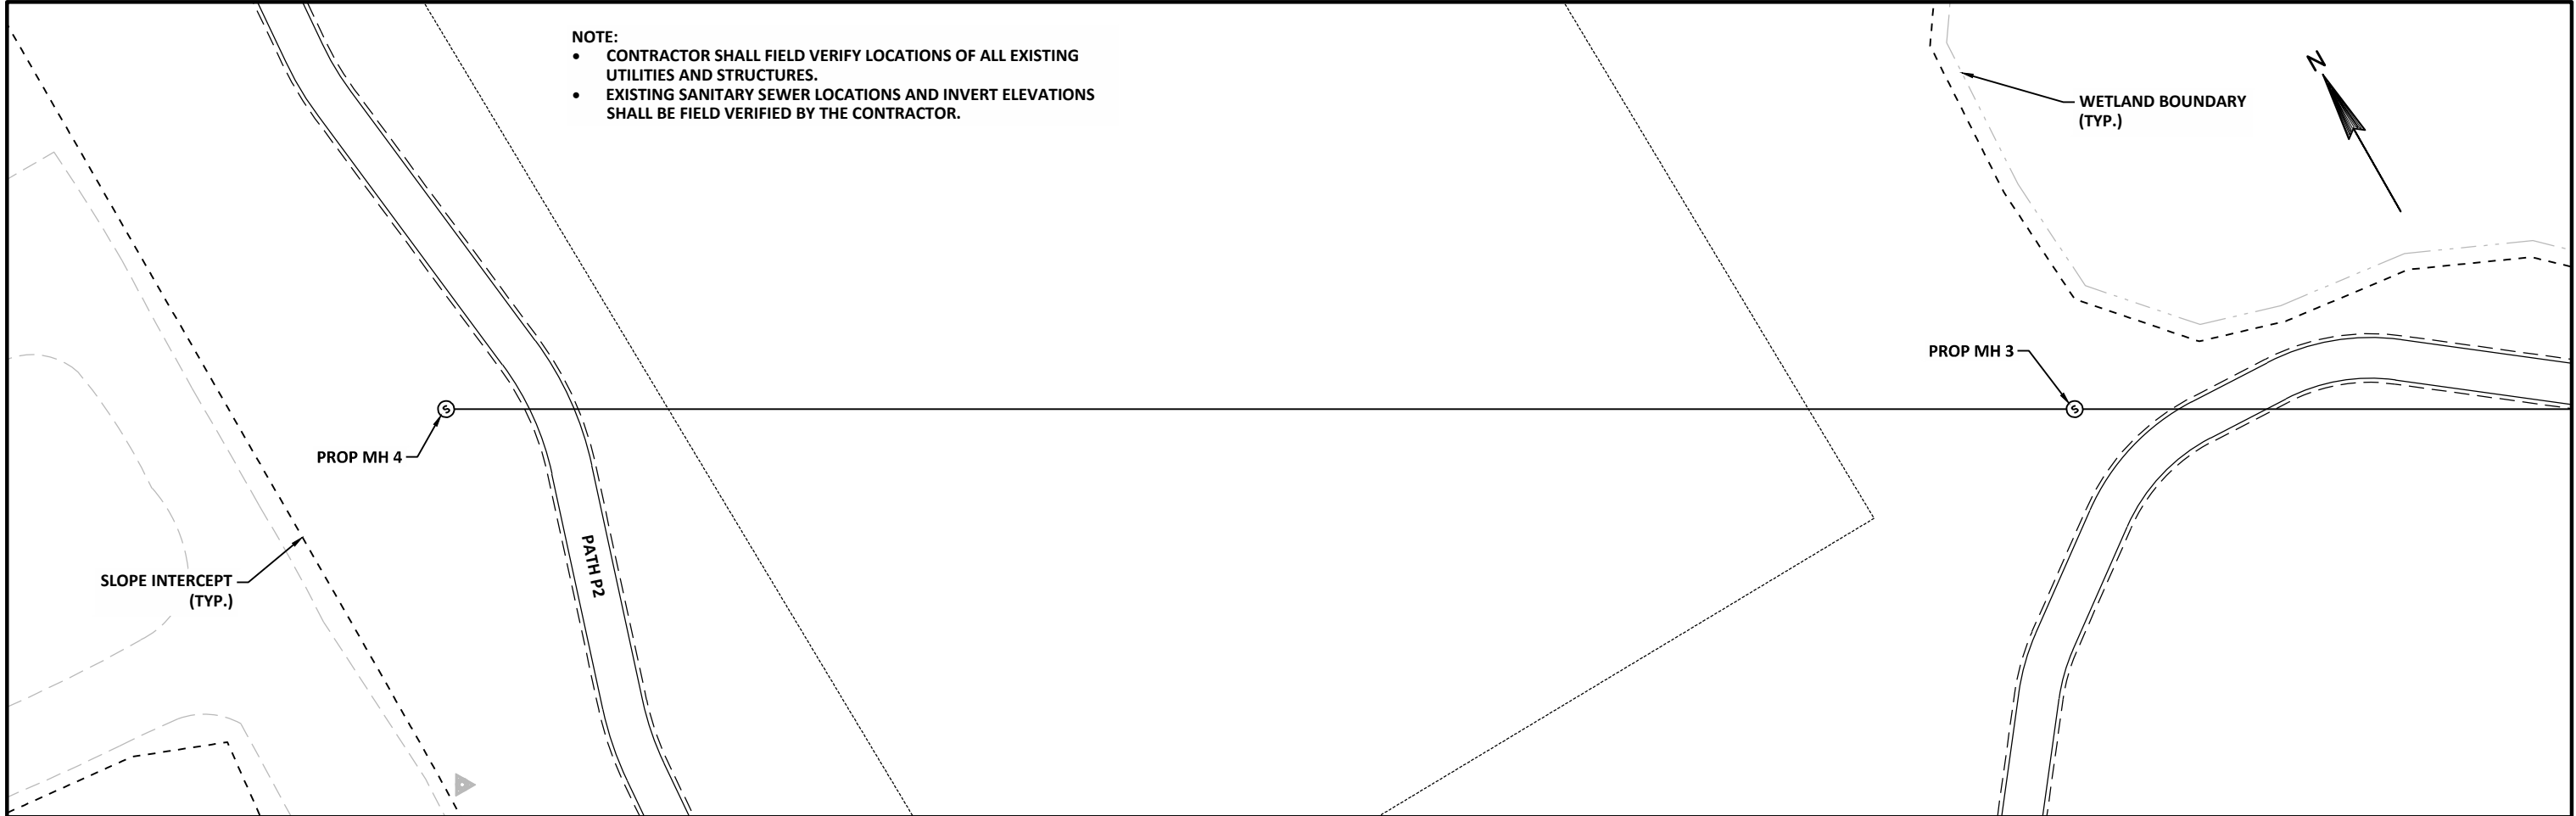 NOTE:
• CONTRACTOR SHALL FIELD VERIFY LOCATIONS OF ALL EXISTING
UTILITIES AND STRUCTURES.
• EXISTING SANITARY SEWER LOCATIONS AND INVERT ELEVATIONS
SHALL BE FIELD VERIFIED BY THE CONTRACTOR.
N
WETLAND BOUNDARY
(TYP.)
PROP MH 3
S
S
PROP MH 4
PATH P2
SLOPE INTERCEPT
(TYP.)